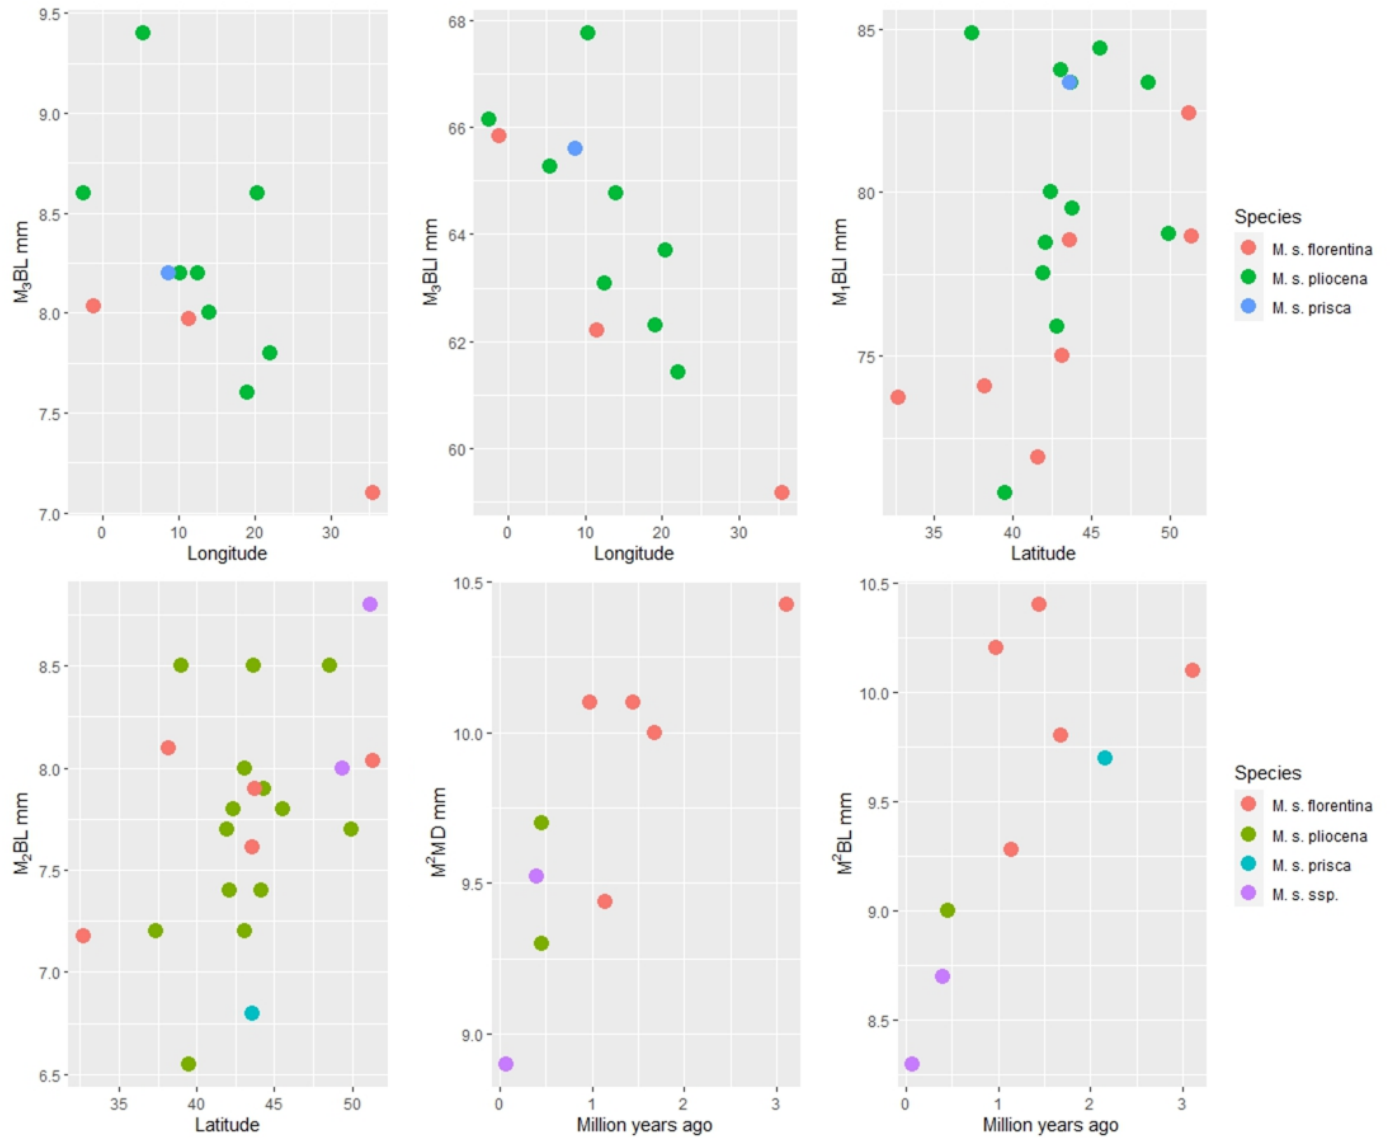 9.5
9.0
8.5
8.0
7.5
7.0
M₃BL mm
0 10 20 30
Longitude
68
66
64
62
60
M₃BLI mm
0 10 20 30
Longitude
85
80
75
M₁BLI mm
35 40 45 50
Latitude
Species
M. s. florentina
M. s. pliocena
M. s. prisca
8.5
8.0
7.5
7.0
6.5
M₂BL mm
35 40 45 50
Latitude
10.5
10.0
9.5
9.0
M²MD mm
0 1 2 3
Million years ago
10.5
10.0
9.5
9.0
8.5
M²BL mm
0 1 2 3
Million years ago
Species
M. s. florentina
M. s. pliocena
M. s. prisca
M. s. ssp.